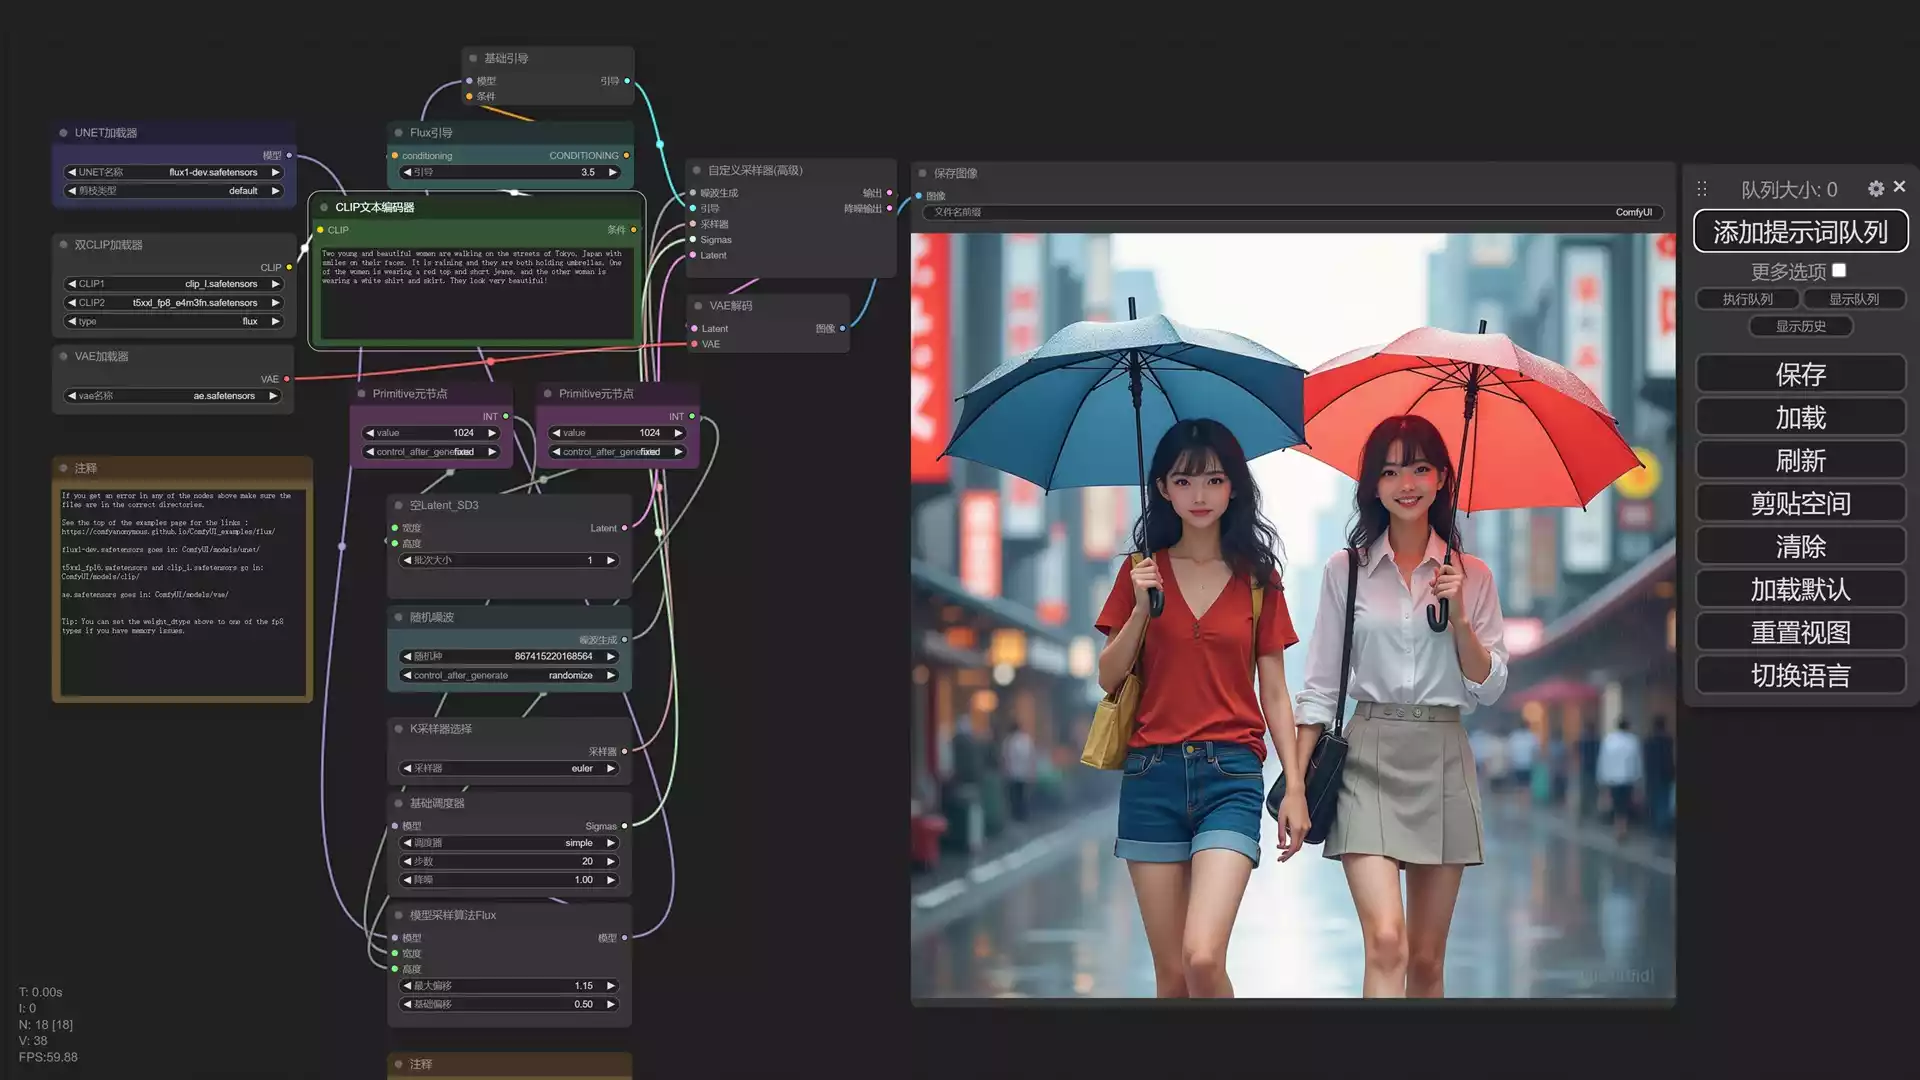 基础引导
模型
引导
条件
UNET加载器
模型
UNET名称
flux1-dev.safetensors
剪枝类型
default
Flux引导
conditioning
CONDITIONING
引导
3.5
双CLIP加载器
CLIP
CLIP1
clip_l.safetensors
CLIP2
t5xxl_fp8_e4m3fn.safetensors
type
flux
CLIP文本编码器
CLIP
条件
Two young and beautiful women are walking on the streets of Tokyo, Japan with
smiles on their faces. It is raining and they are both holding umbrellas. One
of the women is wearing a red top and short jeans, and the other woman is
wearing a white shirt and skirt. They look very beautiful!
VAE加载器
VAE
vae名称
ae.safetensors
自定义采样器(高级)
噪波生成
输出
引导
降噪输出
采样器
Sigmas
Latent
VAE解码
Latent
图像
VAE
Primitive元节点
INT
value
1024
control_after_gene
fixed
Primitive元节点
INT
value
1024
control_after_gene
fixed
注释
If you get an error in any of the nodes above make sure the
files are in the correct directories.
See the top of the examples page for the links :
https://comfyanonymous.github.io/ComfyUI_examples/flux/
flux1-dev.safetensors goes in: ComfyUI/models/unet/
t5xxl_fp16.safetensors and clip_l.safetensors go in:
ComfyUI/models/clip/
ae.safetensors goes in: ComfyUI/models/vae/
Tip: You can set the weight_dtype above to one of the fp8
types if you have memory issues.
空Latent_SD3
宽度
Latent
高度
批次大小
1
随机噪波
噪波生成
随机种
867415220168564
control_after_generate
randomize
K采样器选择
采样器
采样器
euler
基础调度器
模型
Sigmas
调度器
simple
步数
20
降噪
1.00
模型采样算法Flux
模型
模型
宽度
高度
最大偏移
1.15
基础偏移
0.50
注释
T: 0.00s
I: 0
N: 18 [18]
V: 38
FPS:59.88
保存图像
图像
文件名前缀
ComfyUI
队列大小: 0
添加提示词队列
更多选项
执行队列
显示队列
显示历史
保存
加载
刷新
剪贴空间
清除
加载默认
重置视图
切换语言